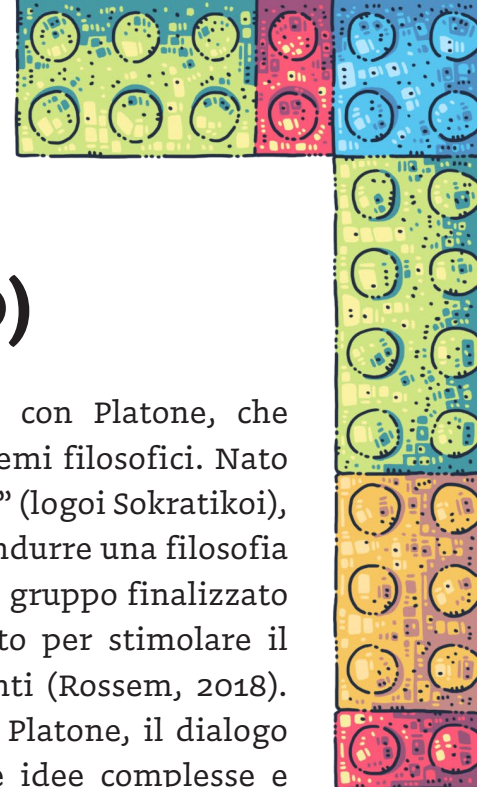 )
con Platone, che
emi filosofici. Nato
” (logoi Sokratikoi),
ndurre una filosofia
gruppo finalizzato
to per stimolare il
nti (Rossem, 2018).
Platone, il dialogo
e idee complesse e